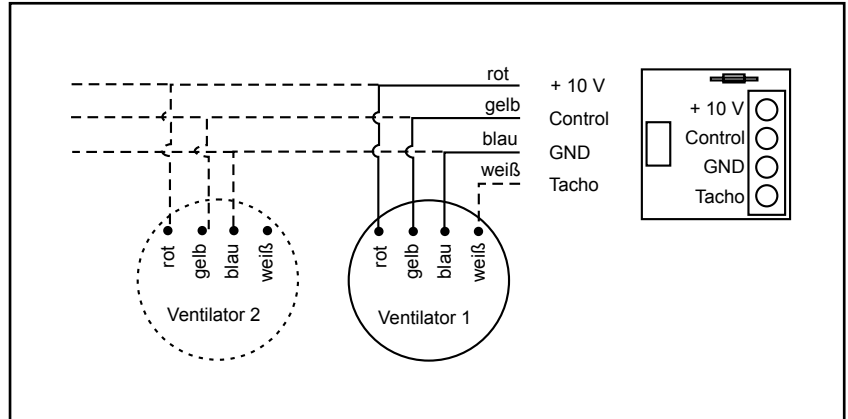 rot
+ 10 V
gelb
Control
blau
GND
weiß
Tacho
+ 10 V
Control
GND
Tacho
rot
gelb
blau
weiß
Ventilator 2
rot
gelb
blau
weiß
Ventilator 1